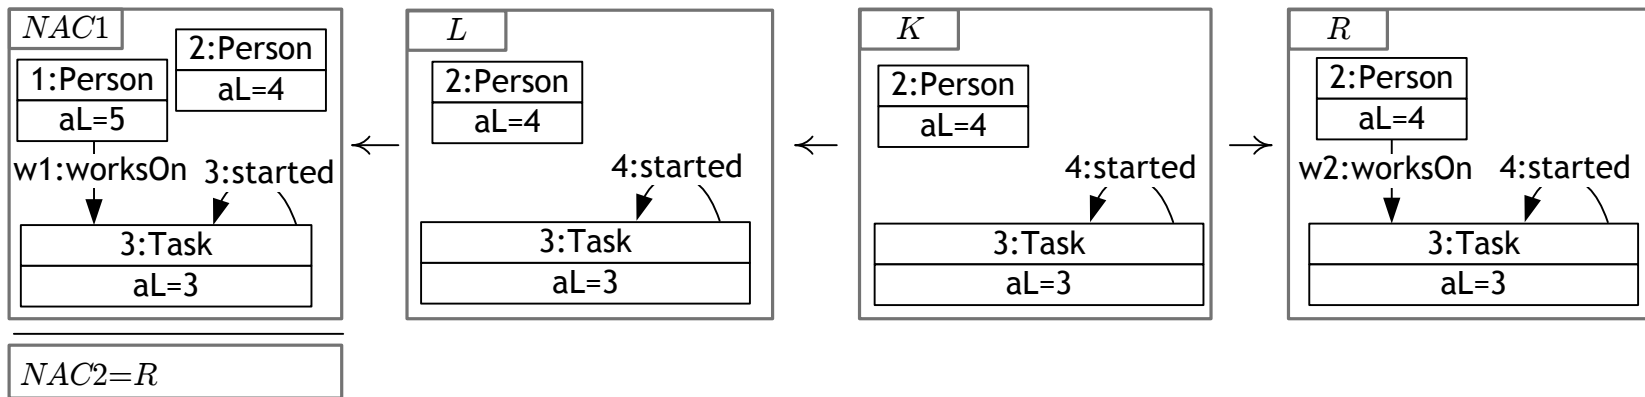 NAC1
2:Person
aL=4
1:Person
aL=5
w1:worksOn
3:started
3:Task
aL=3
L
2:Person
aL=4
4:started
3:Task
aL=3
K
2:Person
aL=4
4:started
3:Task
aL=3
R
2:Person
aL=4
w2:worksOn
4:started
3:Task
aL=3
NAC2=R